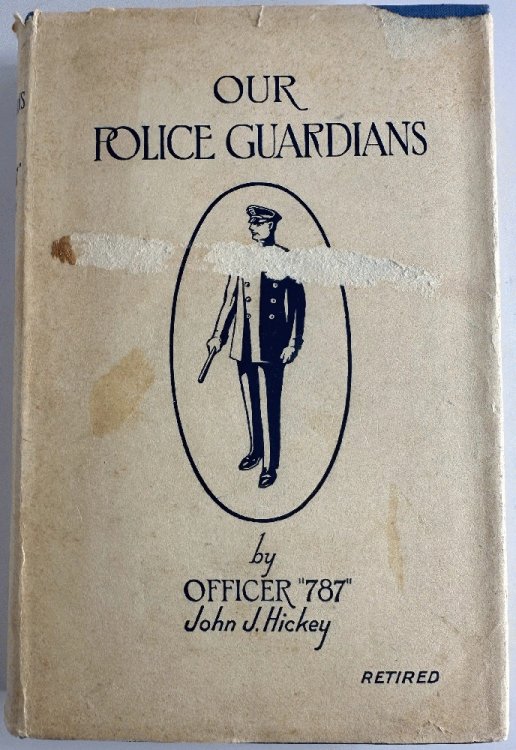 OUR
POLICE GUARDIANS
by
OFFICER "787"
John J. Hickey
RETIRED